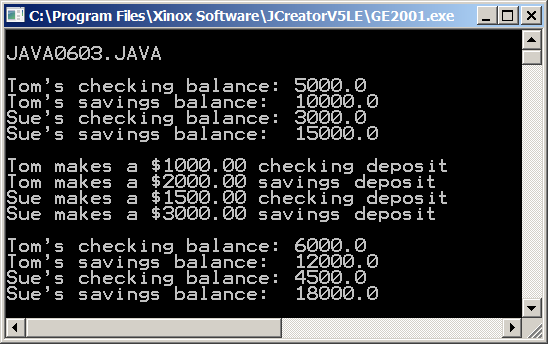 C:\Program Files\Xinox Software\JCreatorV5LE\GE2001.exe
JAVA0603.JAVA
Tom's checking balance: 5000.0
Tom's savings balance:  10000.0
Sue's checking balance: 3000.0
Sue's savings balance:  15000.0
Tom makes a $1000.00 checking deposit
Tom makes a $2000.00 savings deposit
Sue makes a $1500.00 checking deposit
Sue makes a $3000.00 savings deposit
Tom's checking balance: 6000.0
Tom's savings balance:  12000.0
Sue's checking balance: 4500.0
Sue's savings balance:  18000.0